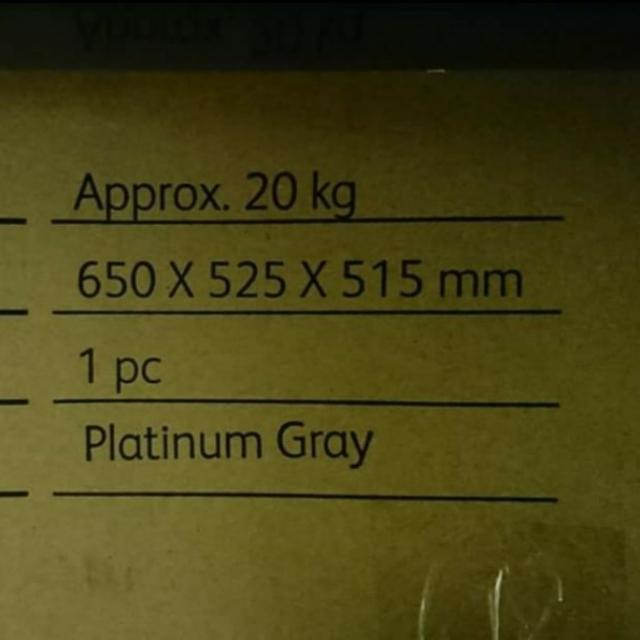 Approx. 20 kg
650 X 525 X 515 mm
1 pc
Platinum Gray